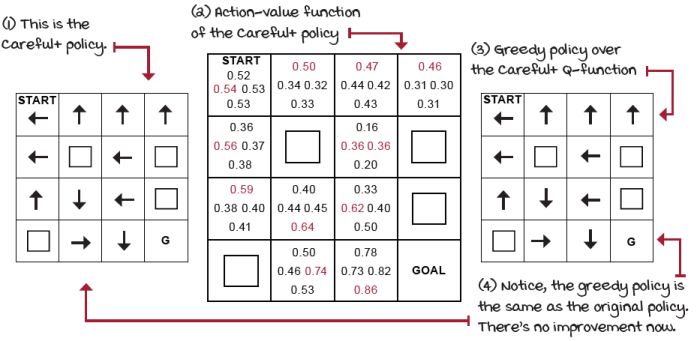 (1) This is the
Careful+ policy.
(2) Action-value function
of the Careful+ policy
(3) Greedy policy over
the Careful+ Q-function
START
START
0.52
0.54 0.53
0.53
0.50
0.34 0.32
0.33
0.47
0.44 0.42
0.43
0.46
0.31 0.30
0.31
0.36
0.56 0.37
0.38
0.16
0.36 0.36
0.20
0.59
0.38 0.40
0.41
0.40
0.44 0.45
0.64
0.33
0.62 0.40
0.50
0.50
0.46 0.74
0.53
0.78
0.73 0.82
0.86
GOAL
G
START
G
(4) Notice, the greedy policy is
the same as the original policy.
There's no improvement now.